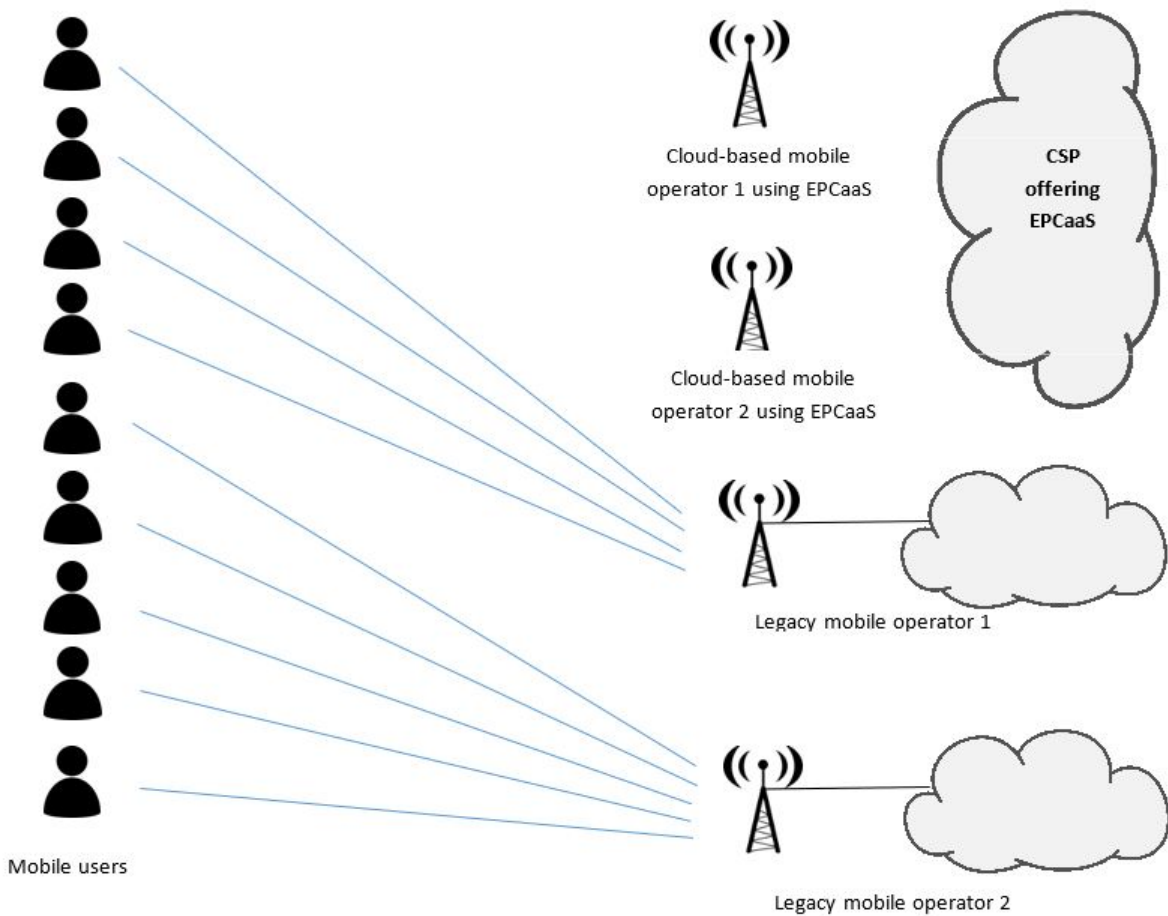 Cloud-based mobile
operator 1 using EPCaaS
CSP
offering
EPCaaS
Cloud-based mobile
operator 2 using EPCaaS
Legacy mobile operator 1
Mobile users
Legacy mobile operator 2